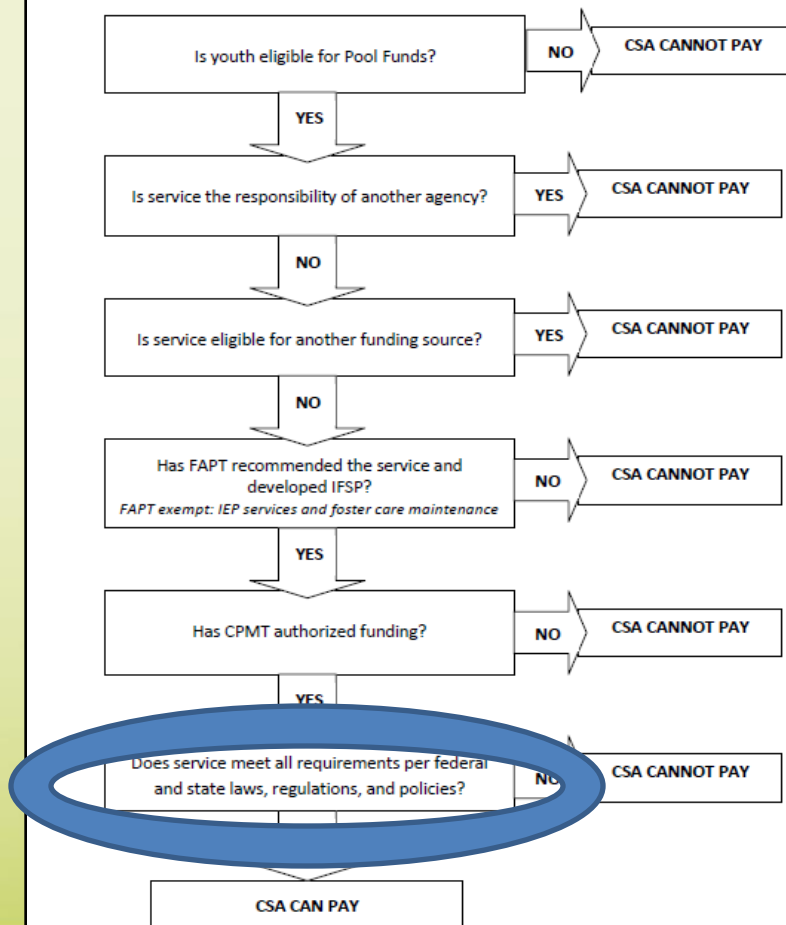 Is youth eligible for Pool Funds?
NO
CSA CANNOT PAY
YES
Is service the responsibility of another agency?
YES
CSA CANNOT PAY
NO
Is service eligible for another funding source?
YES
CSA CANNOT PAY
NO
Has FAPT recommended the service and
developed IFSP?
FAPT exempt: IEP services and foster care maintenance
NO
CSA CANNOT PAY
YES
Has CPMT authorized funding?
NO
CSA CANNOT PAY
YES
Does service meet all requirements per federal
and state laws, regulations, and policies?
NO
CSA CANNOT PAY
CSA CAN PAY